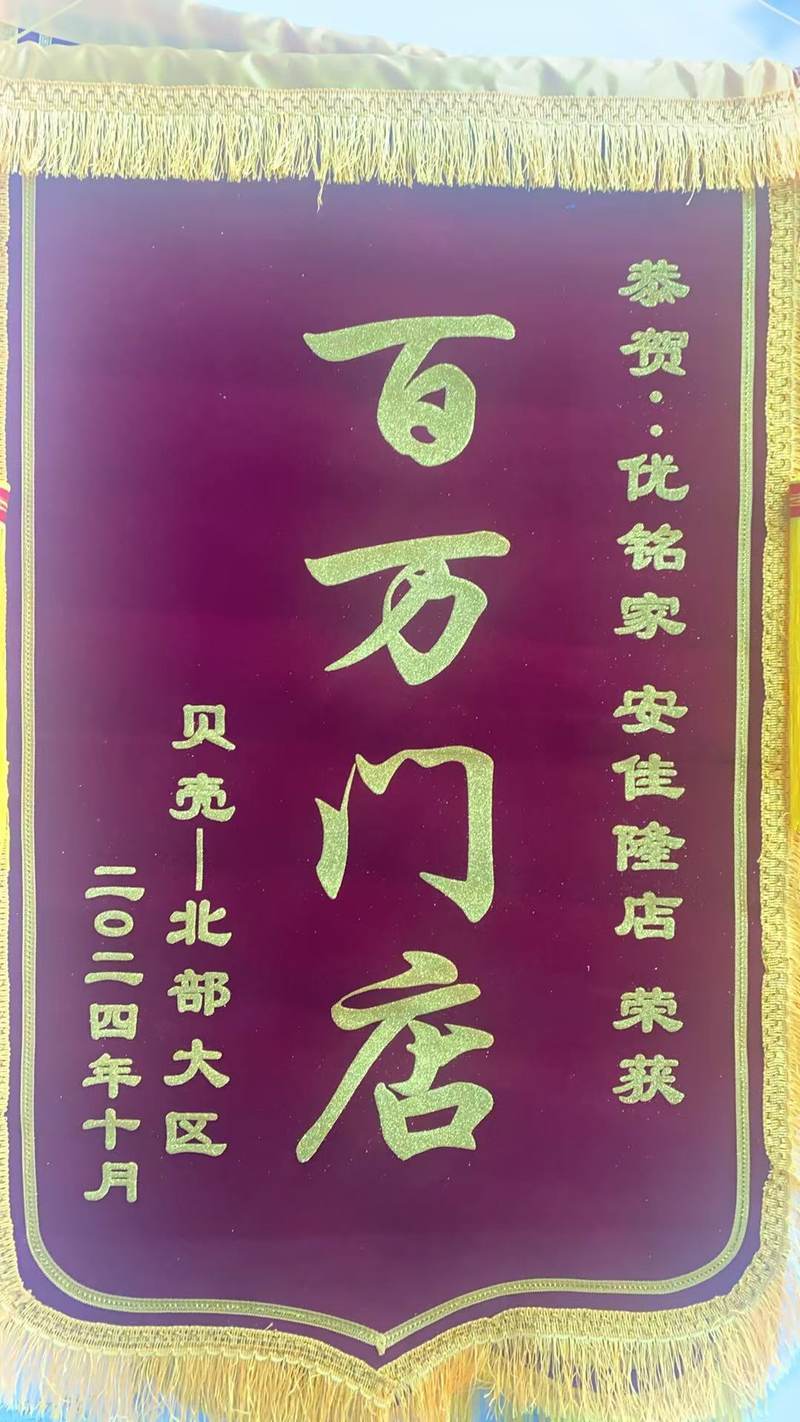 恭贺：优铭家 安佳隆店 荣获
百万门店
贝壳—北部大区
二〇二四年十月